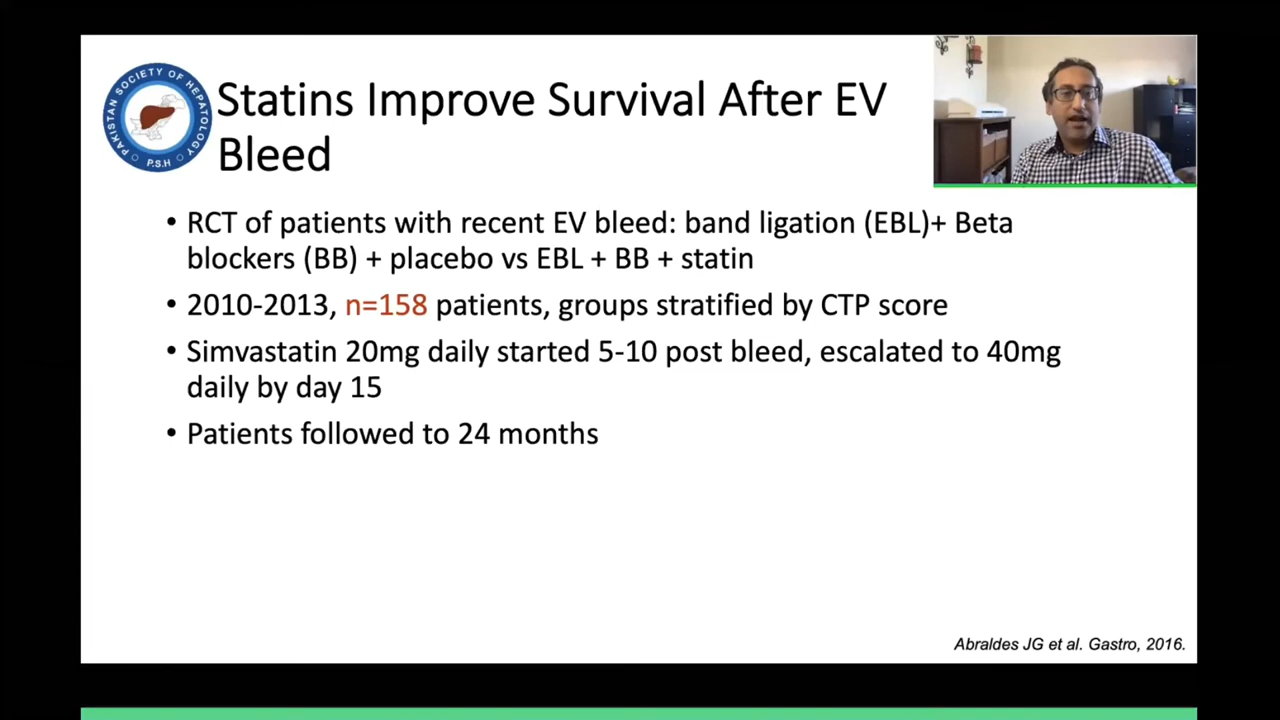 PAKISTAN SOCIETY OF HEPATOLOGY
P.S.H
Statins Improve Survival After EV
Bleed
• RCT of patients with recent EV bleed: band ligation (EBL)+ Beta
blockers (BB) + placebo vs EBL + BB + statin
• 2010-2013, n=158 patients, groups stratified by CTP score
• Simvastatin 20mg daily started 5-10 post bleed, escalated to 40mg
daily by day 15
• Patients followed to 24 months
Abraldes JG et al. Gastro, 2016.